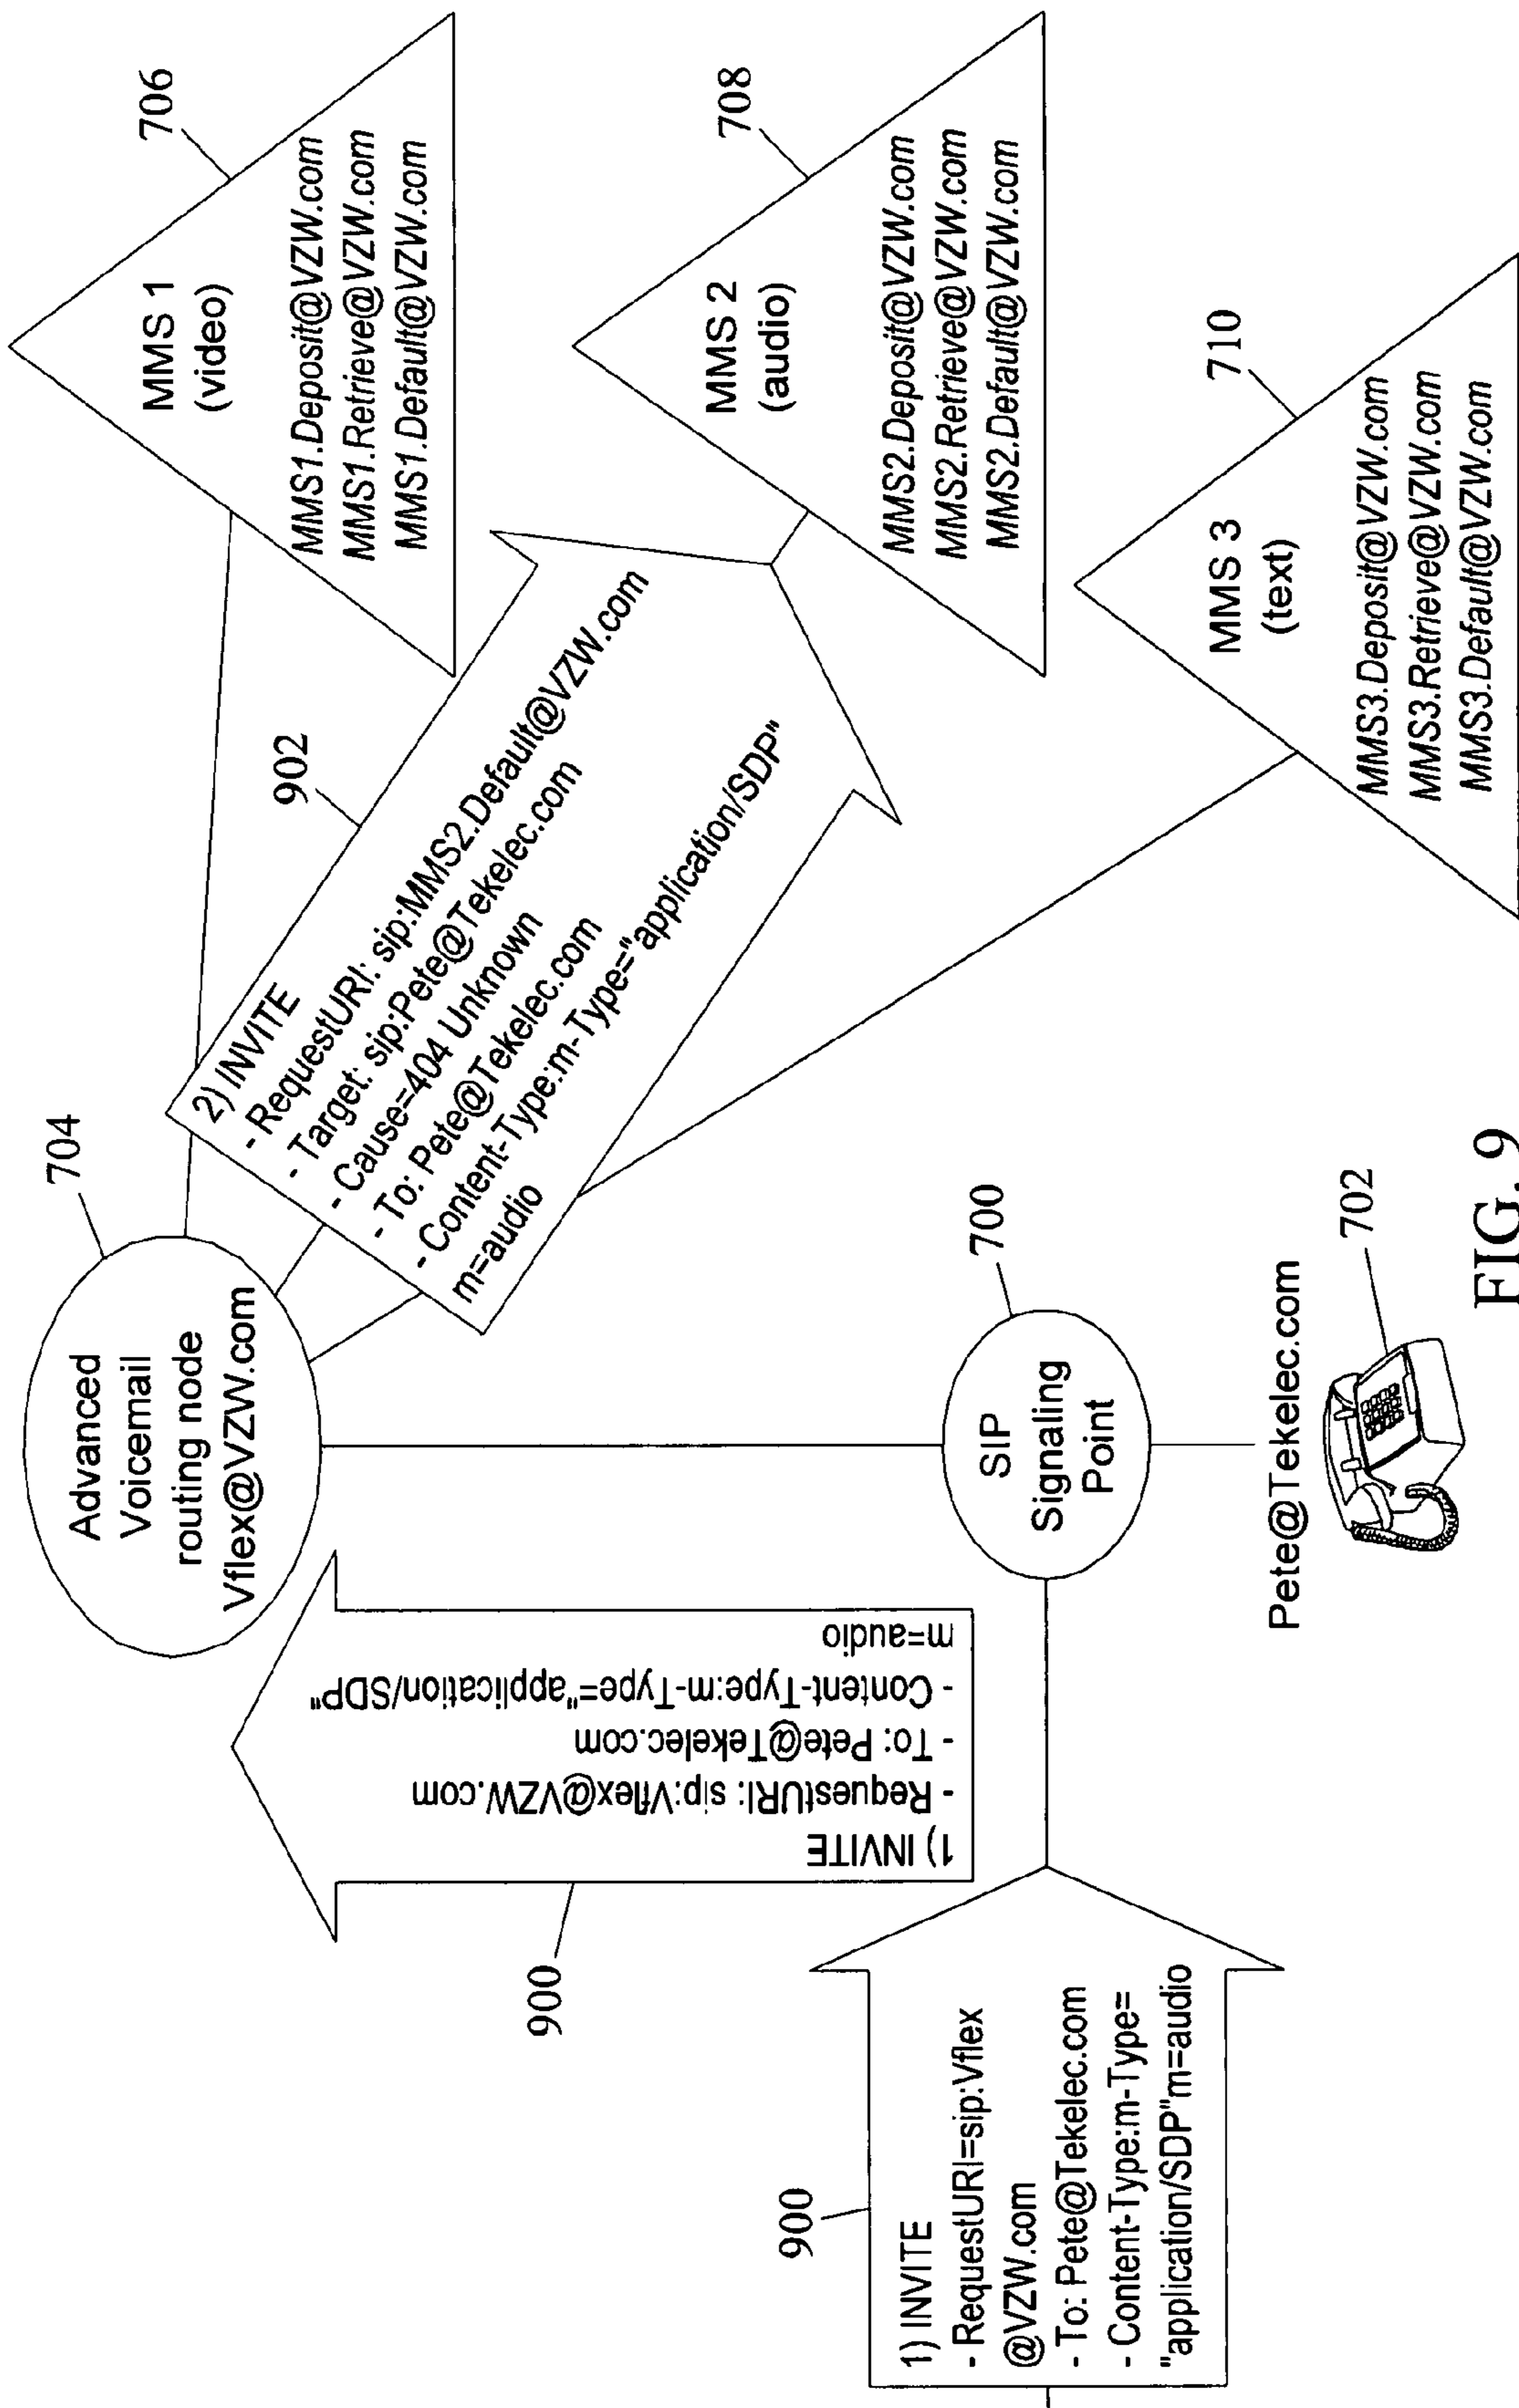 704
Advanced
Voicemail
routing node
Vflex@VZW.com
706
MMS 1
(video)
MMS1.Deposit@VZW.com
MMS1.Retrieve@VZW.com
MMS1.Default@VZW.com
902
2) INVITE
- RequestURI: sip:MMS2.Default@VZW.com
- Target: sip:Pete@Tekelec.com
- Cause=404 Unknown
- To: Pete@Tekelec.com
- Content-Type:m-Type="application/SDP"
m=audio
708
MMS 2
(audio)
MMS2.Deposit@VZW.com
MMS2.Retrieve@VZW.com
MMS2.Default@VZW.com
900
1) INVITE
- RequestURI: sip:Vflex@VZW.com
- To: Pete@Tekelec.com
- Content-Type:m-Type="application/SDP"
m=audio
900
1) INVITE
- RequestURI=sip:Vflex
@VZW.com
- To: Pete@Tekelec.com
- Content-Type:m-Type=
"application/SDP"m=audio
700
SIP
Signaling
Point
710
MMS 3
(text)
MMS3.Deposit@VZW.com
MMS3.Retrieve@VZW.com
MMS3.Default@VZW.com
Pete@Tekelec.com
702
FIG. 9